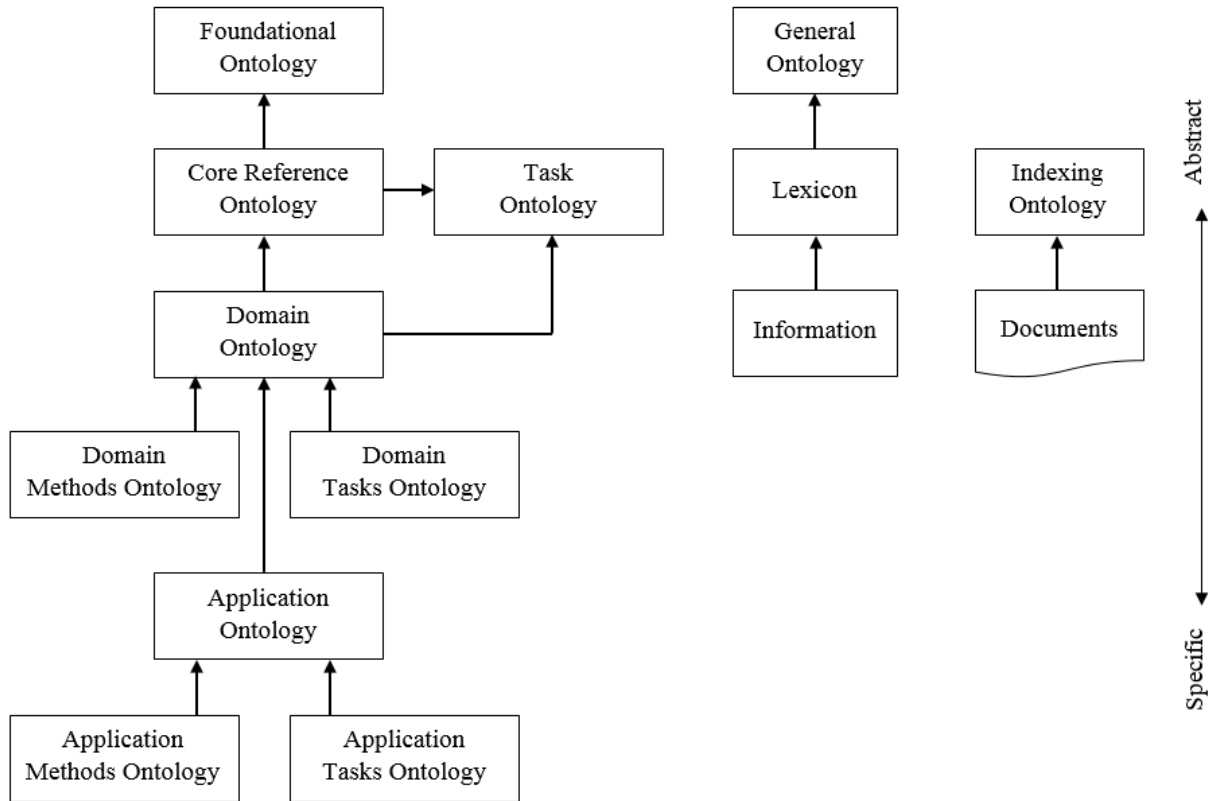 Foundational
Ontology
General
Ontology
Core Reference
Ontology
Task
Ontology
Lexicon
Indexing
Ontology
Abstract
Domain
Ontology
Information
Documents
Domain
Methods Ontology
Domain
Tasks Ontology
Application
Ontology
Specific
Application
Methods Ontology
Application
Tasks Ontology